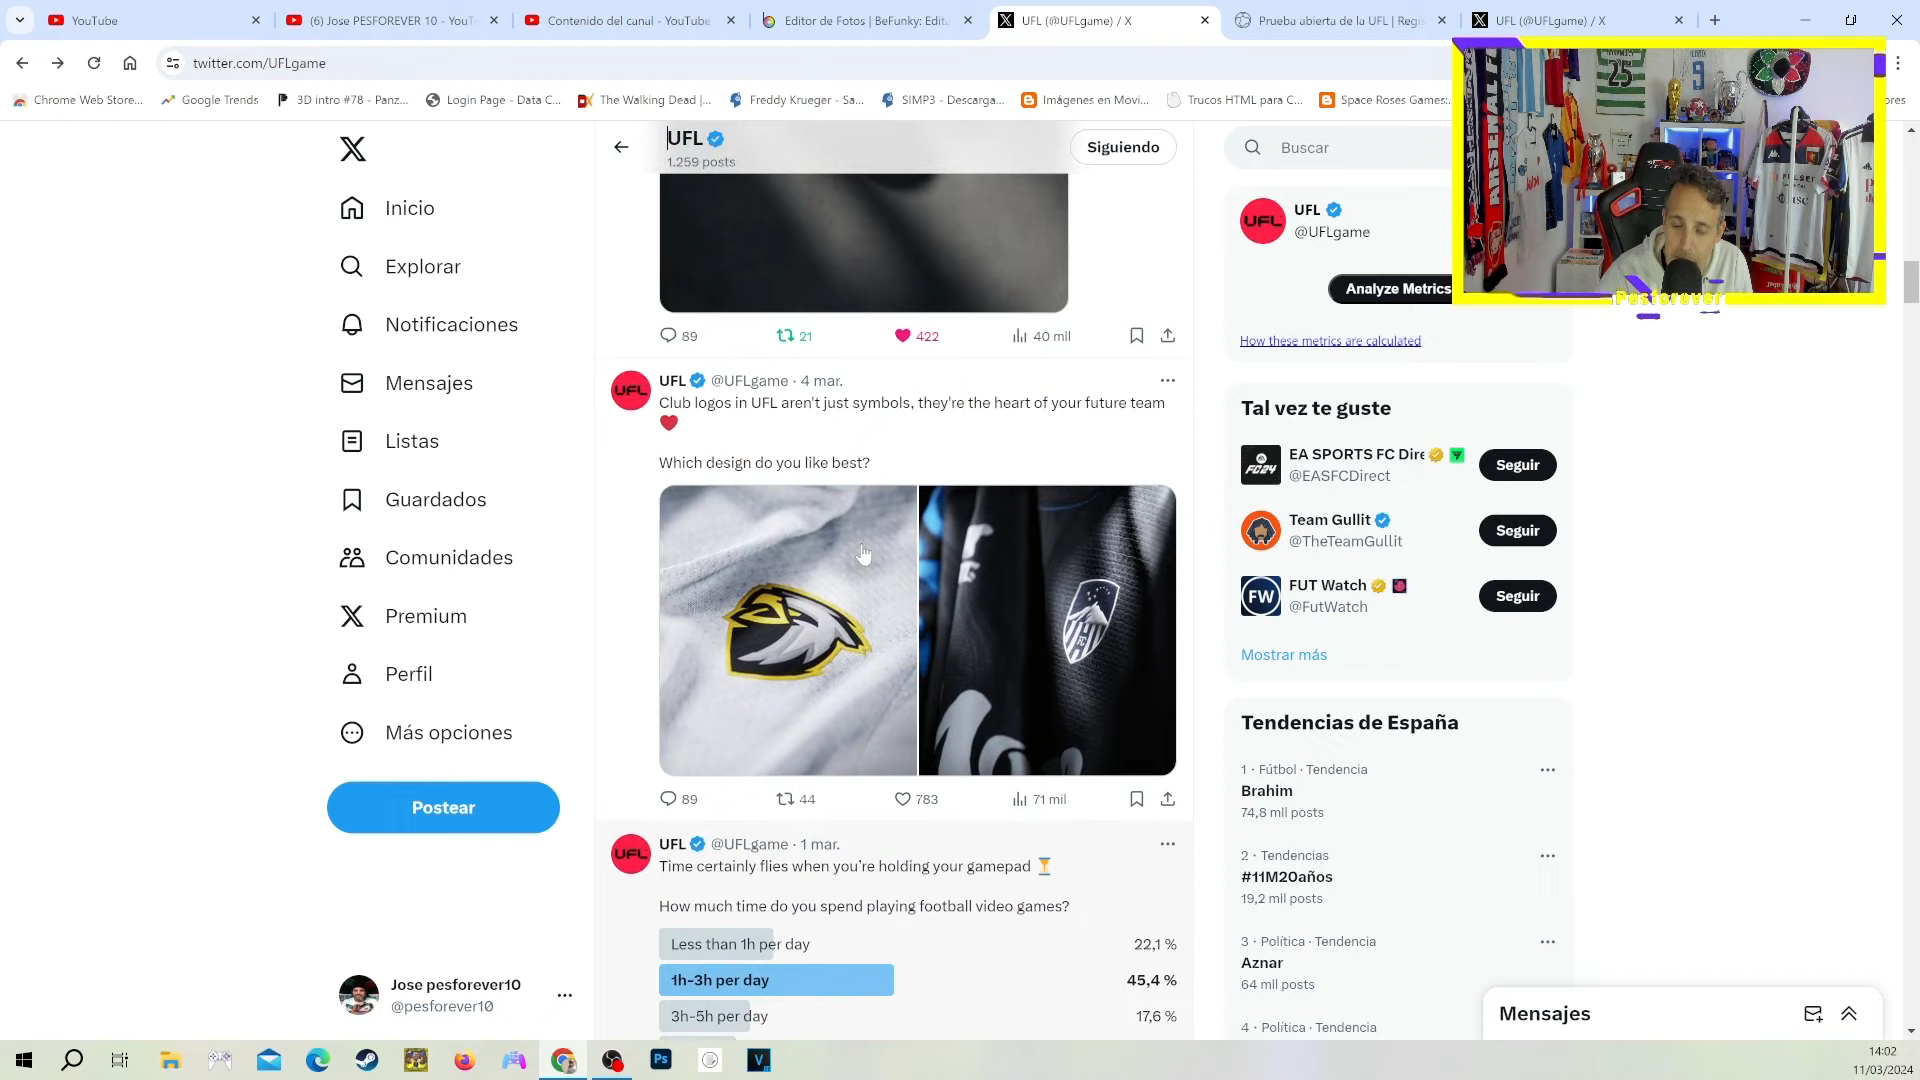 YouTube
(6) Jose PESFOREVER 10 - YouT
Contenido del canal - YouTube
Editor de Fotos | BeFunky: Edit
UFL (@UFLgame) / X
Prueba abierta de la UFL | Regis
UFL (@UFLgame) / X
twitter.com/UFLgame
Chrome Web Store...
Google Trends
3D intro #78 - Panz...
Login Page - Data C...
The Walking Dead |...
Freddy Krueger - Sa...
SIMP3 - Descarga...
Imágenes en Movi...
Trucos HTML para C...
Space Roses Games:...
ores
Inicio
Explorar
Notificaciones
Mensajes
Listas
Guardados
Comunidades
Premium
Perfil
Más opciones
Postear
Jose pesforever10
@pesforever10
UFL
1.259 posts
Siguiendo
89
21
422
40 mil
UFL @UFLgame · 4 mar.
Club logos in UFL aren't just symbols, they're the heart of your future team
Which design do you like best?
FC
89
44
783
71 mil
UFL @UFLgame · 1 mar.
Time certainly flies when you're holding your gamepad
How much time do you spend playing football video games?
Less than 1h per day 22,1 %
1h-3h per day 45,4 %
3h-5h per day 17,6 %
Buscar
UFL
UFL
@UFLgame
Analyze Metrics
How these metrics are calculated
Tal vez te guste
EA SPORTS FC Dire
@EASFCDirect
Seguir
Team Gullit
@TheTeamGullit
Seguir
FW
FUT Watch
@FutWatch
Seguir
Mostrar más
Tendencias de España
1 · Fútbol · Tendencia
Brahim
74,8 mil posts
2 · Tendencias
#11M20años
19,2 mil posts
3 · Política · Tendencia
Aznar
64 mil posts
4 · Política · Tendencia
Mensajes
25
9
Pesforever
Ps
V
14:02
11/03/2024